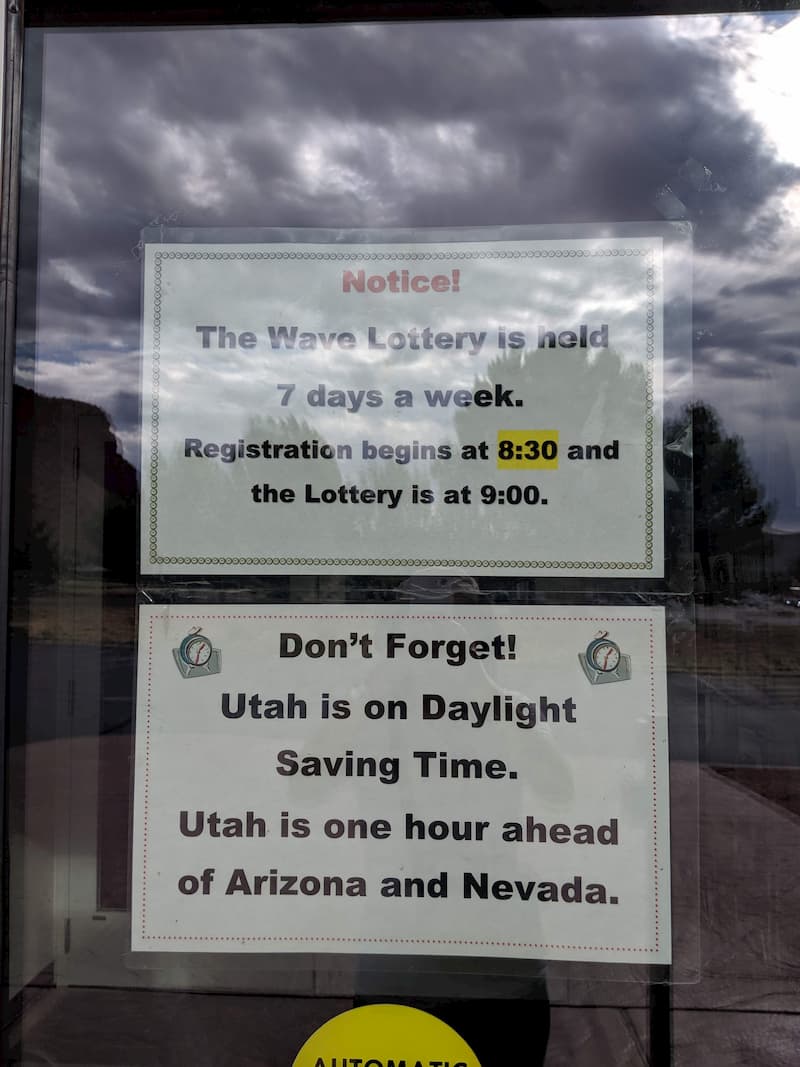 Notice!
The Wave Lottery is held
7 days a week.
Registration begins at 8:30 and
the Lottery is at 9:00.
Don't Forget!
Utah is on Daylight
Saving Time.
Utah is one hour ahead
of Arizona and Nevada.
AUTOMATIC